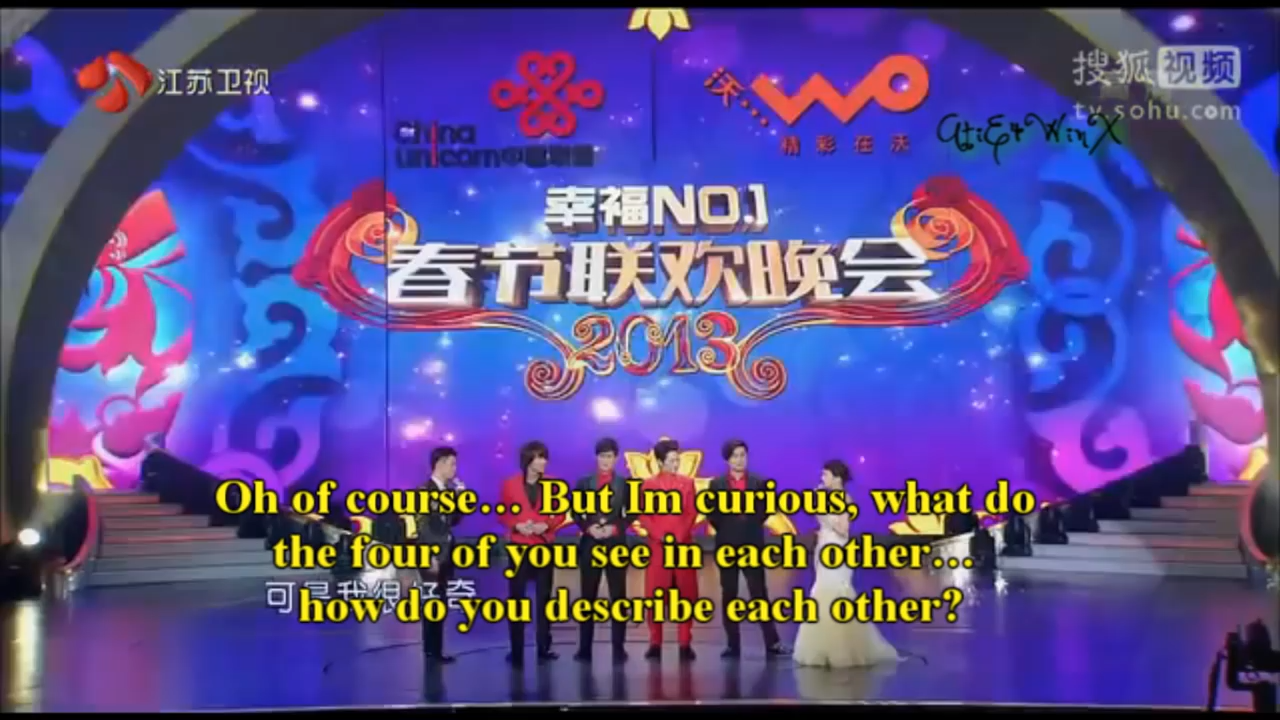 江苏卫视
搜狐视频
tv.sohu.com
China
unicom中国联通
沃
WO
精彩在沃
AtiE4WinX
幸福NO.1
春节联欢晚会
2013
Oh of course... But Im curious, what do
the four of you see in each other...
how do you describe each other?
可是我很好奇